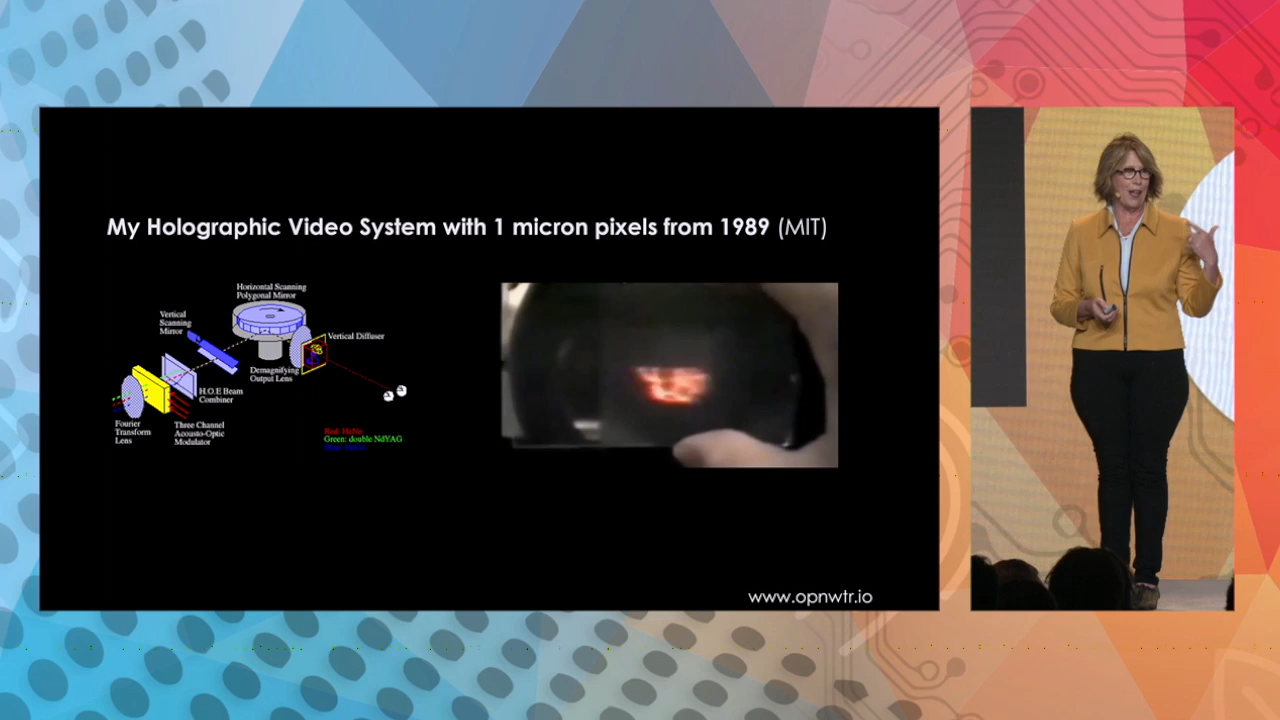 My Holographic Video System with 1 micron pixels from 1989 (MIT)
Horizontal Scanning
Polygonal Mirror
Vertical
Scanning
Mirror
Vertical Diffuser
Demagnifying
Output Lens
H.O.E Beam
Combiner
Fourier
Transform
Lens
Three Channel
Acousto-Optic
Modulator
Red: HeNe
Green: double NdYAG
www.opnwtr.io